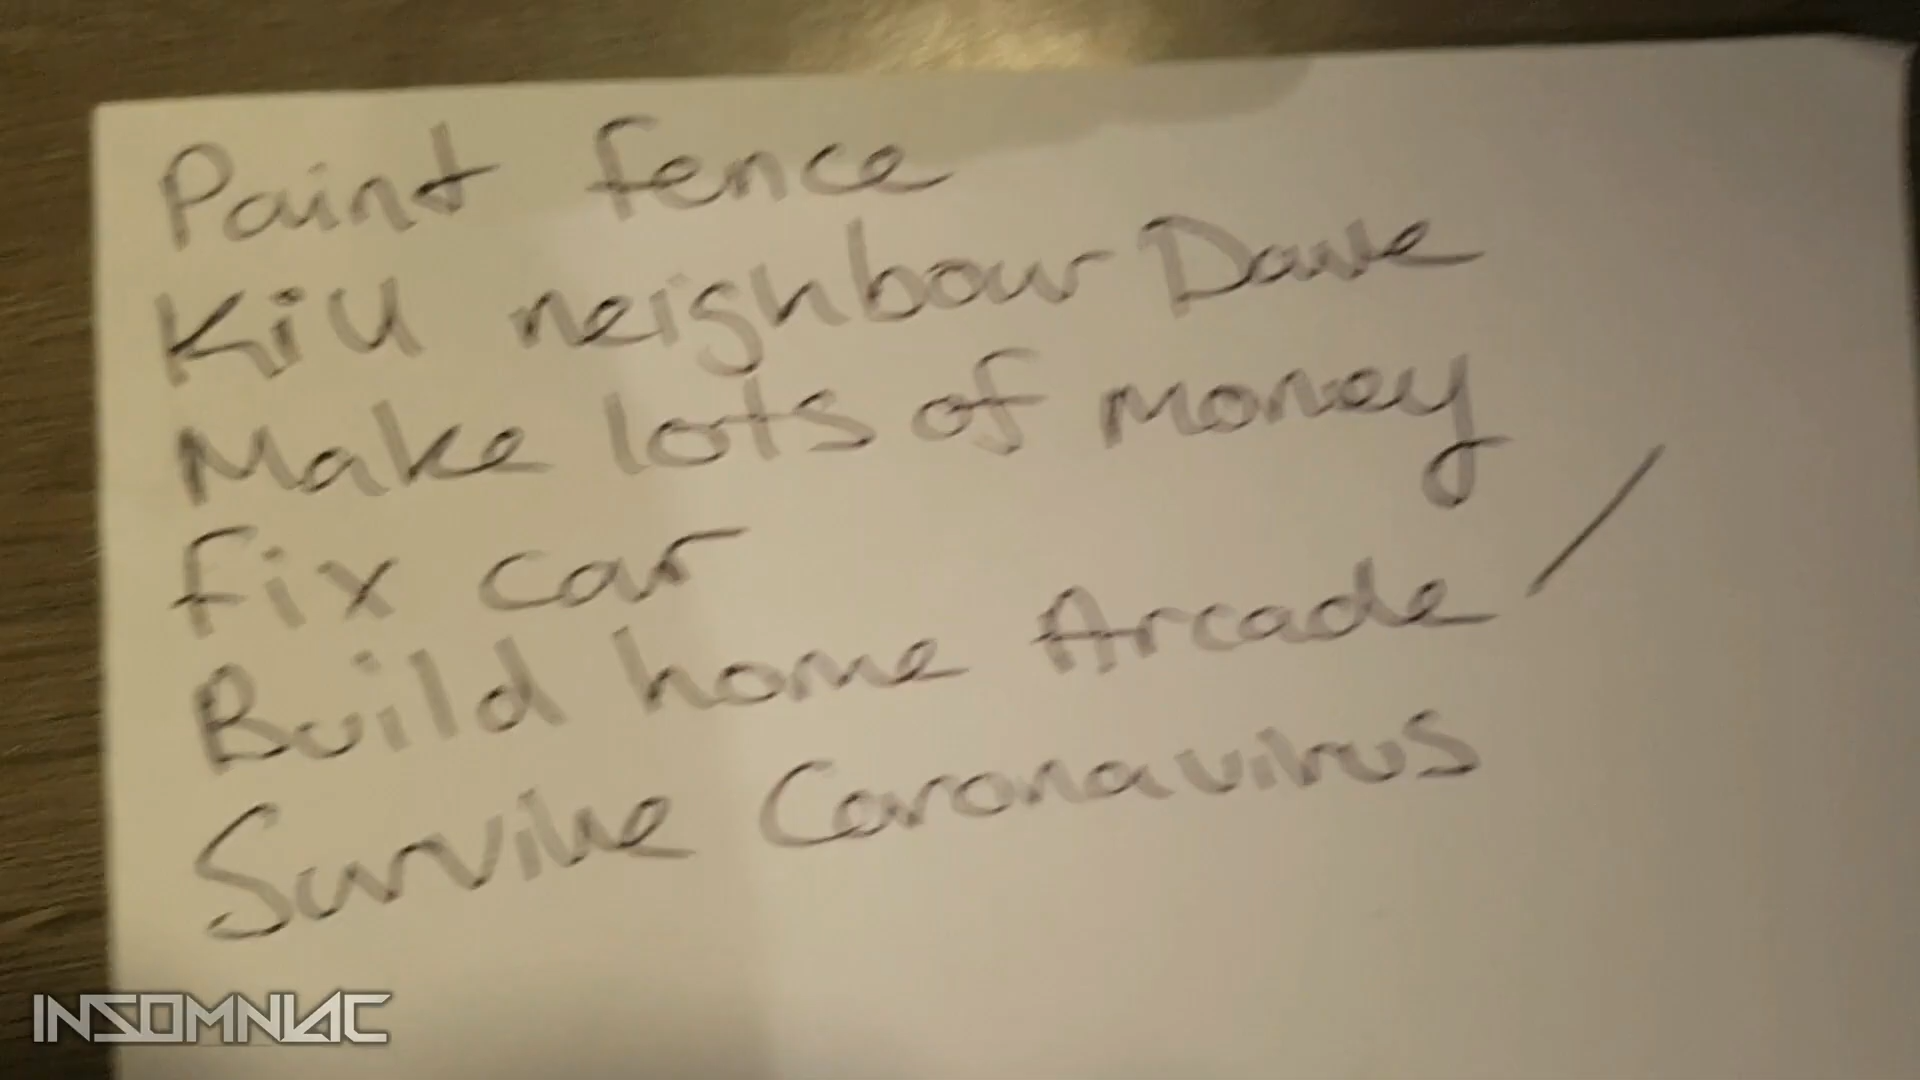 Paint fence
Kill neighbour Dave
Make lots of money
Fix car
Build home Arcade /
Survive Coronavirus
INSOMNIAC